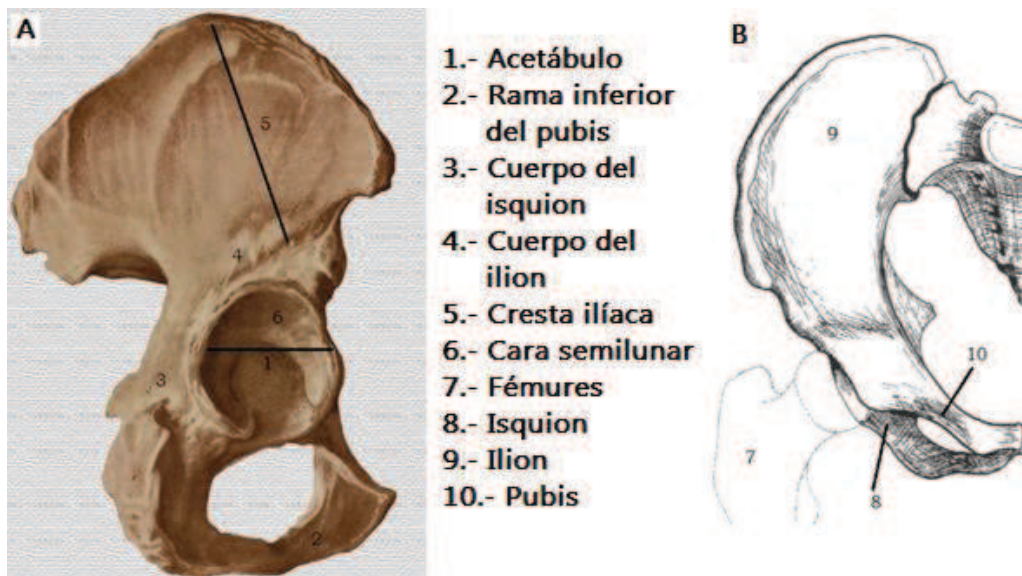 A
5
4
6
1
3
2
1.- Acetábulo
2.- Rama inferior
del pubis
3.- Cuerpo del
isquion
4.- Cuerpo del
ilion
5.- Cresta ilíaca
6.- Cara semilunar
7.- Fémures
8.- Isquion
9.- Ilion
10.- Pubis
B
9
10
7
8